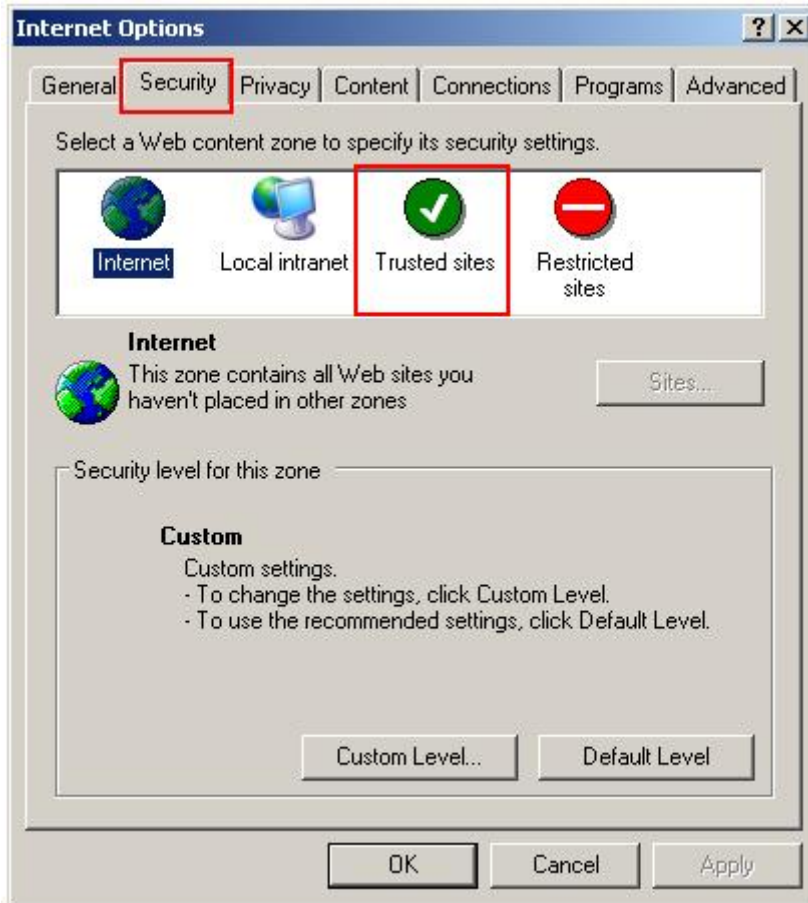 Internet Options
General Security Privacy Content Connections Programs Advanced
Select a Web content zone to specify its security settings.
Internet Local intranet Trusted sites Restricted
sites
Internet
This zone contains all Web sites you
haven't placed in other zones
Sites...
Security level for this zone
Custom
Custom settings.
- To change the settings, click Custom Level.
- To use the recommended settings, click Default Level.
Custom Level... Default Level
OK Cancel Apply